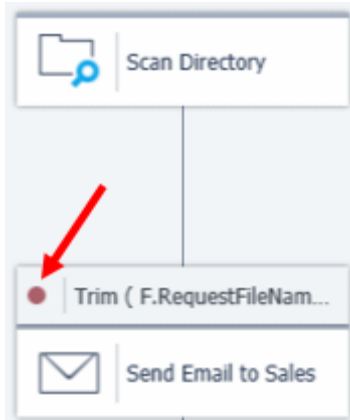 Scan Directory
Trim ( F.RequestFileNam...
Send Email to Sales